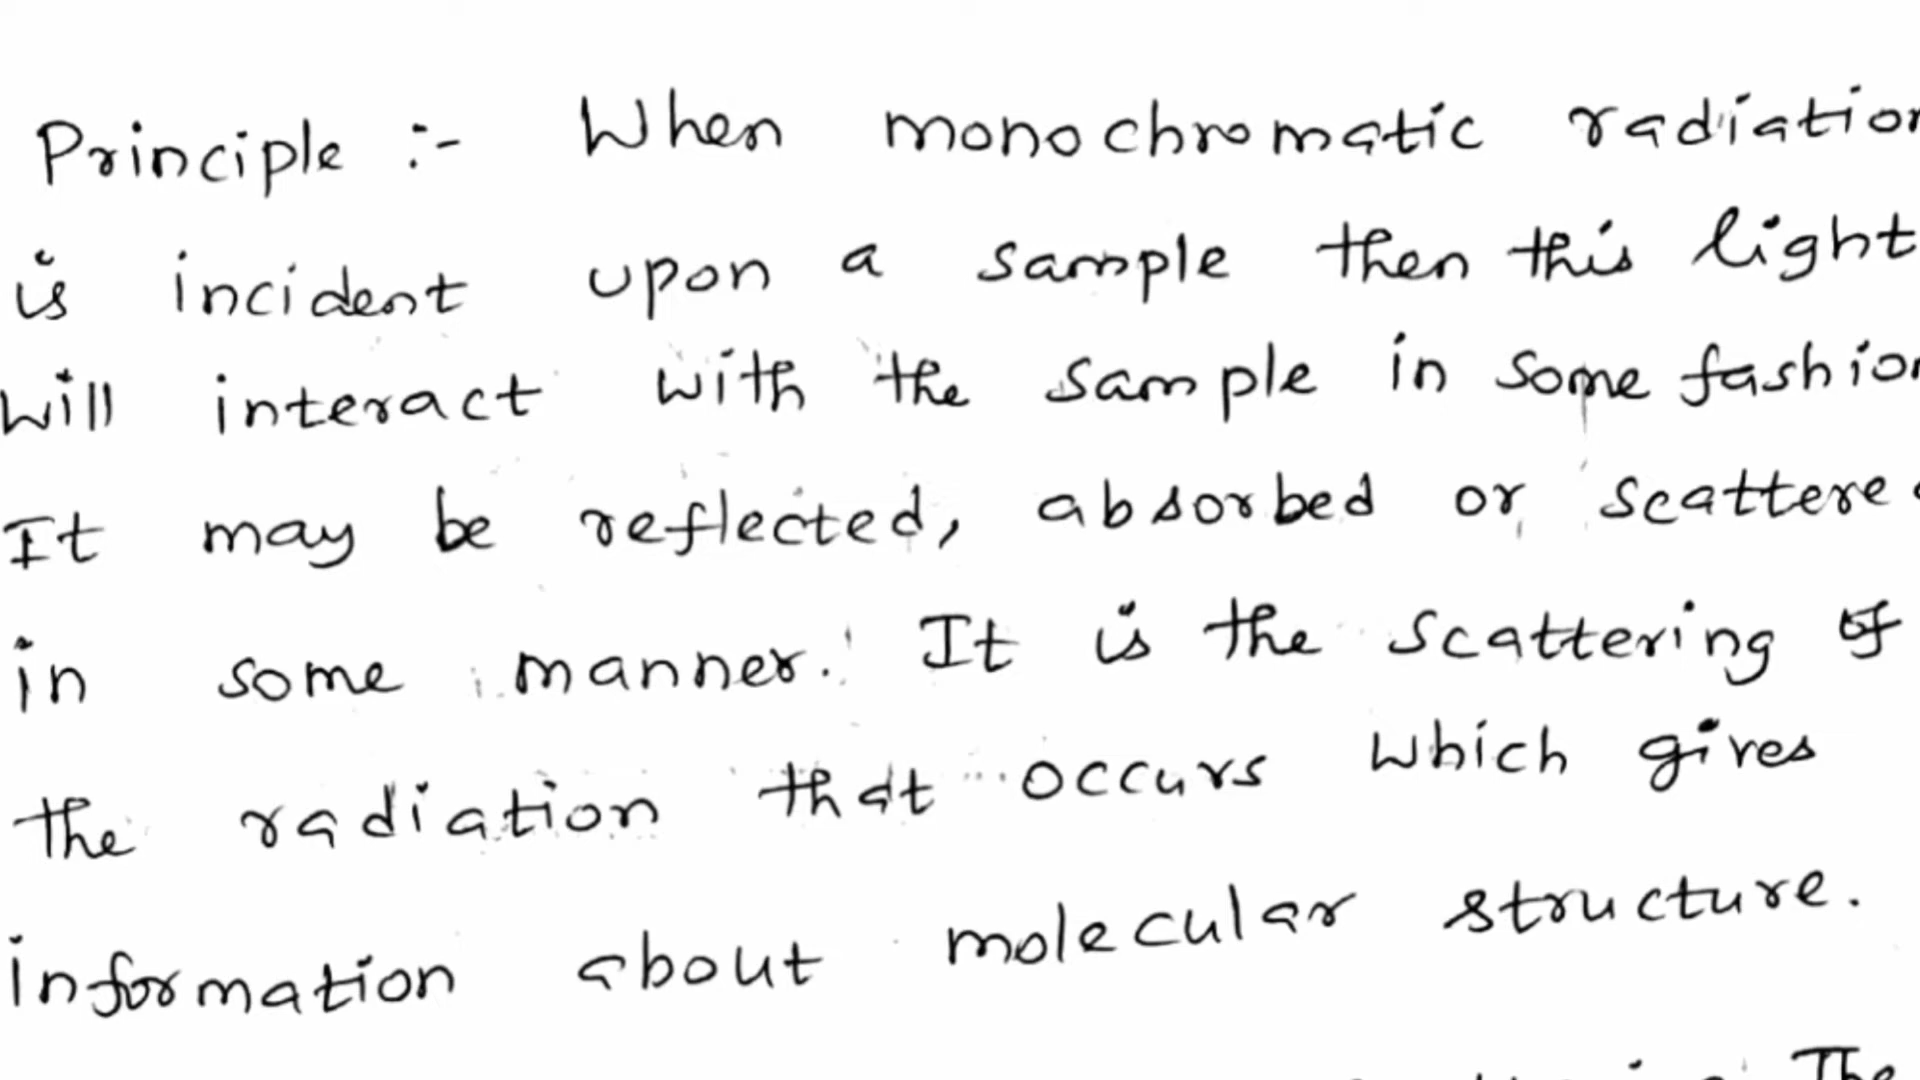 Principle :- When monochromatic radiation
is incident upon a sample then this light
will interact with the sample in some fashion
It may be reflected, absorbed or scattered
in some manner. It is the scattering of
the radiation that occurs which gives
information about molecular structure.
The